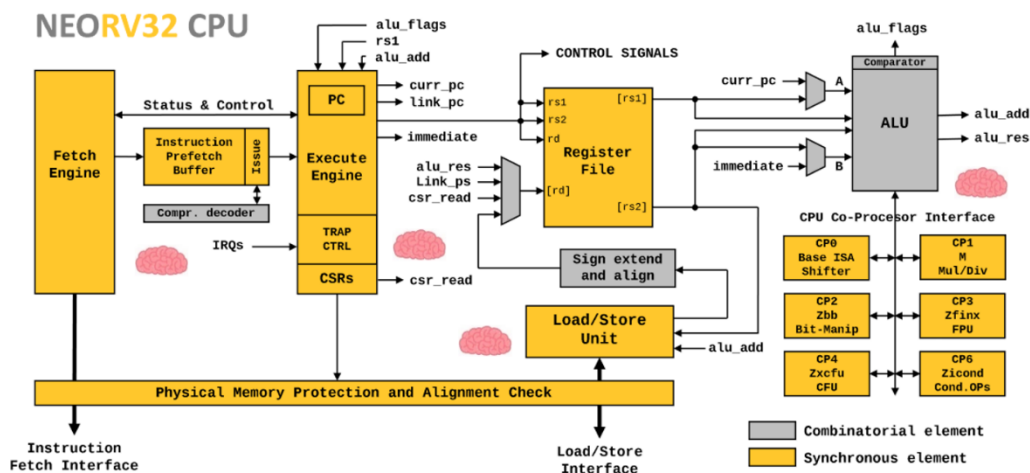 NEORV32 CPU
alu_flags
rs1
alu_add
CONTROL SIGNALS
alu_flags
Comparator
curr_pc
link_pc
immediate
PC
Execute
Engine
Status & Control
Fetch
Engine
Instruction
Prefetch
Buffer
Issue
Compr. decoder
IRQs
TRAP
CTRL
CSRs
csr_read
alu_res
Link_ps
csr_read
rs1
rs2
rd
[rd]
[rs1]
Register
File
[rs2]
curr_pc
A
immediate
B
ALU
alu_add
alu_res
Sign extend
and align
Load/Store
Unit
alu_add
CPU Co-Procesor Interface
CP0
Base ISA
Shifter
CP1
M
Mul/Div
CP2
Zbb
Bit-Manip
CP3
Zfinx
FPU
CP4
Zxcfu
CFU
CP6
Zicond
Cond.OPs
Physical Memory Protection and Alignment Check
Instruction
Fetch Interface
Load/Store
Interface
Combinatorial element
Synchronous element